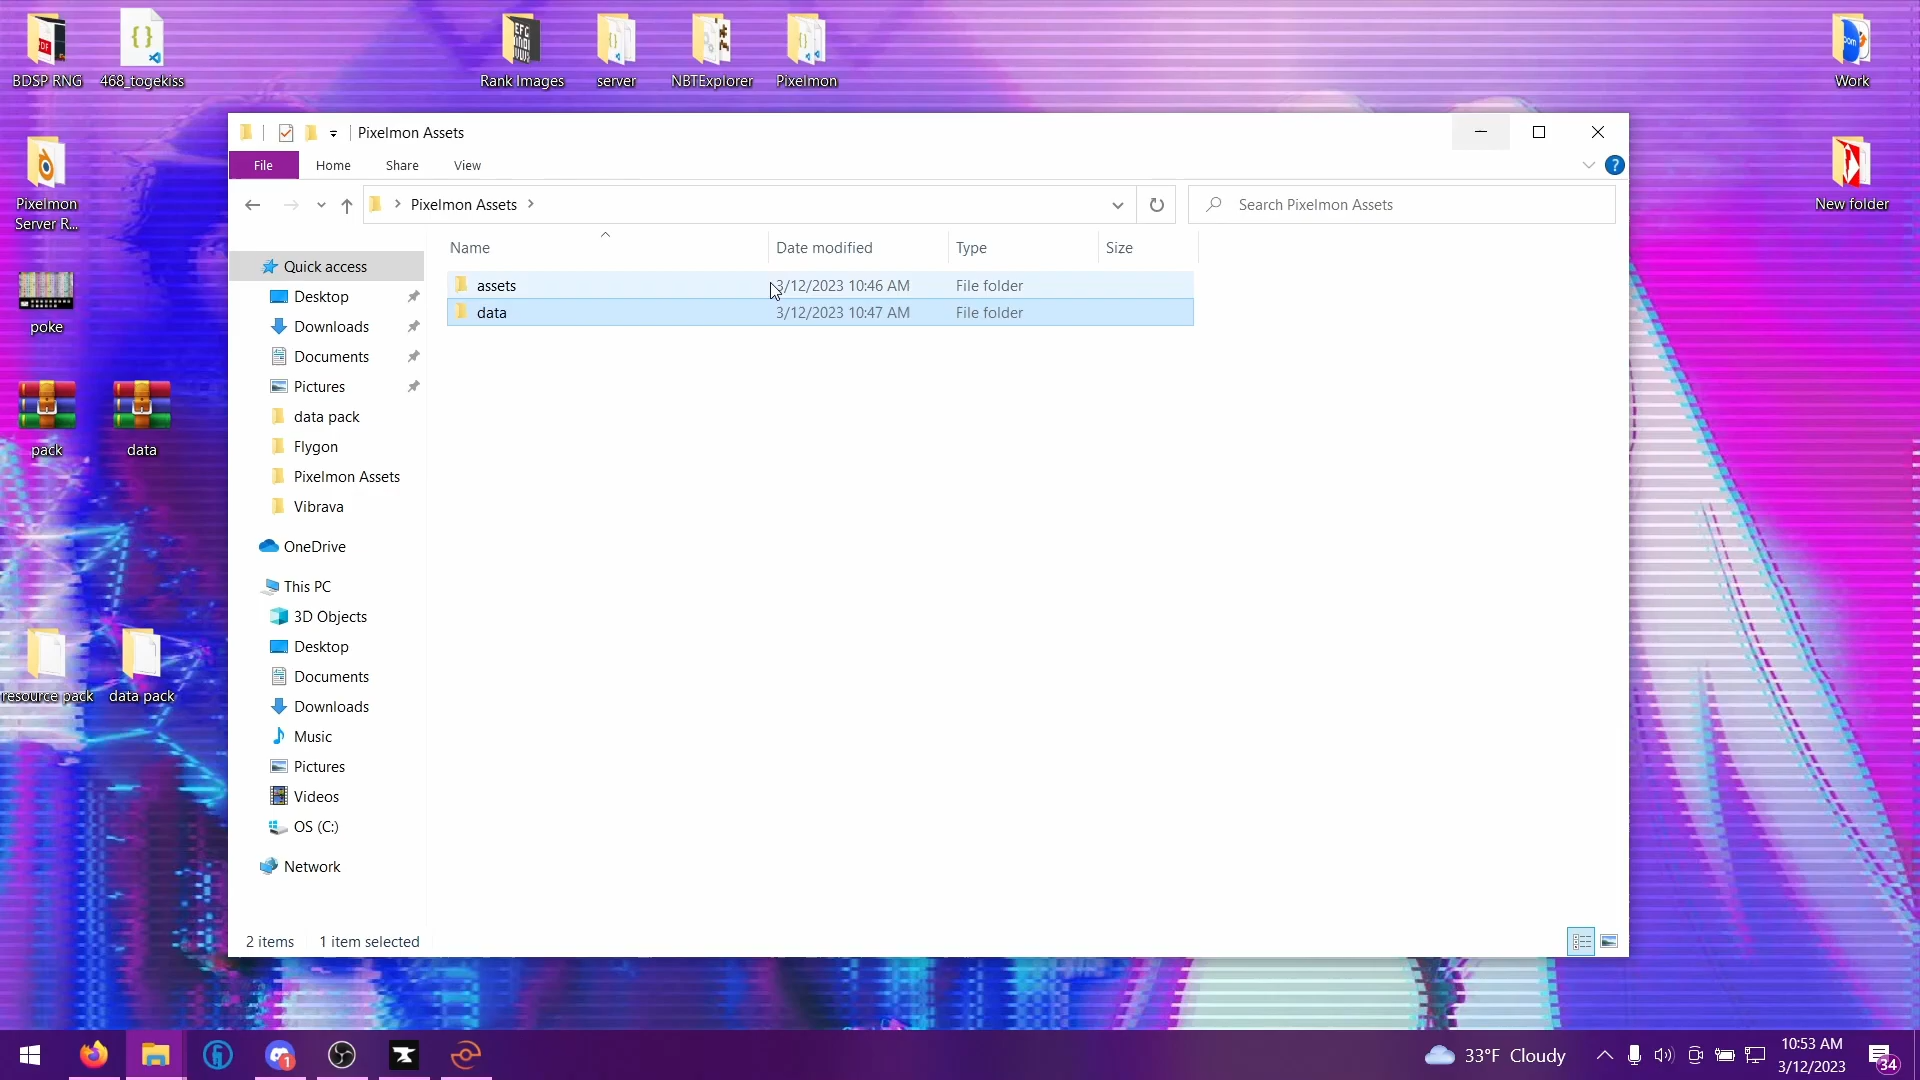 BDSP RNG
468_togekiss
Rank Images
server
NBTExplorer
Pixelmon
Work
Pixelmon Assets
File
Home
Share
View
Pixelmon
Server R...
New folder
Pixelmon Assets
Search Pixelmon Assets
Name
Date modified
Type
Size
Quick access
assets
3/12/2023 10:46 AM
File folder
data
3/12/2023 10:47 AM
File folder
Desktop
Downloads
Documents
Pictures
data pack
Flygon
Pixelmon Assets
Vibrava
poke
pack
data
OneDrive
This PC
3D Objects
Desktop
Documents
Downloads
Music
Pictures
Videos
OS (C:)
Network
resource pack
data pack
2 items
1 item selected
33°F Cloudy
10:53 AM
3/12/2023
34
1